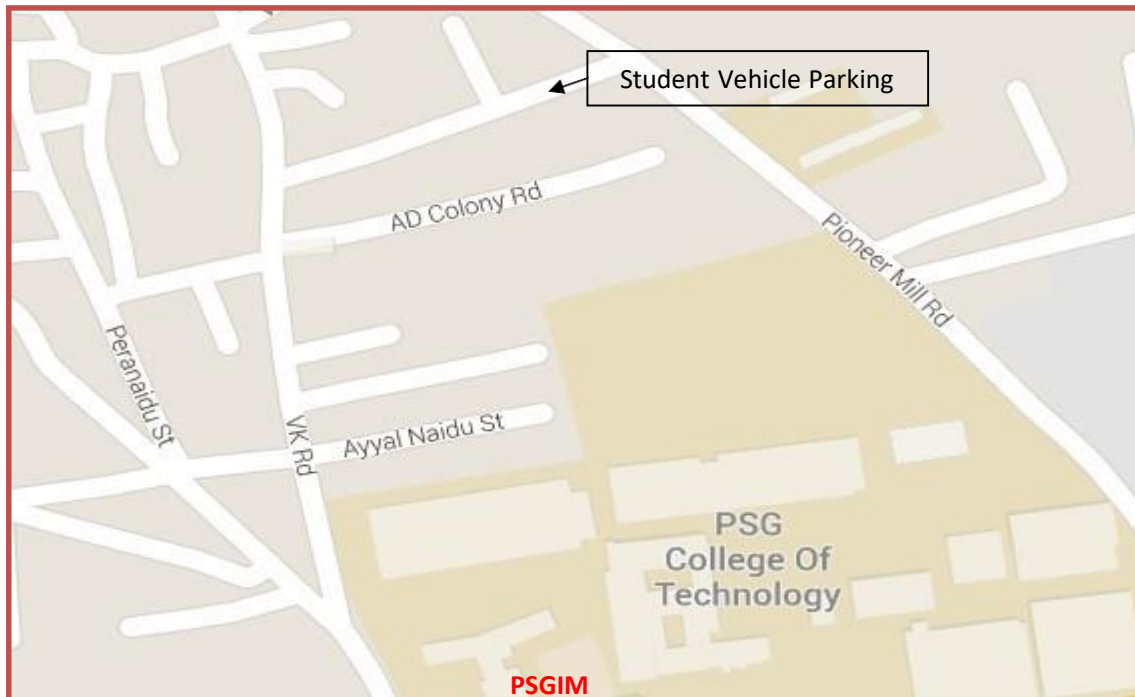 Student Vehicle Parking
AD Colony Rd
Pioneer Mill Rd
Peranaidu St
VK Rd
Ayyal Naidu St
PSG
College Of
Technology
PSGIM